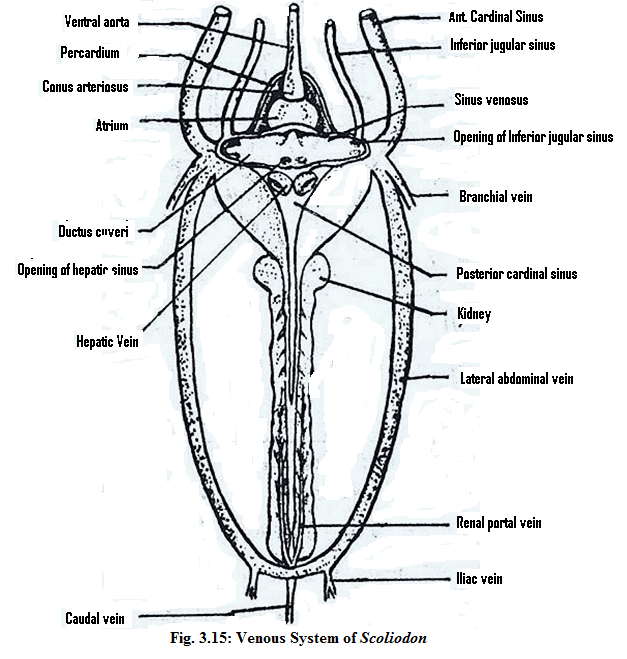 Ventral aorta
Percardium
Conus arteriosus
Atrium
Ductus cuveri
Opening of hepatic sinus
Hepatic Vein
Caudal vein
Ant. Cardinal Sinus
Inferior jugular sinus
Sinus venosus
Opening of Inferior jugular sinus
Branchial vein
Posterior cardinal sinus
Kidney
Lateral abdominal vein
Renal portal vein
Iliac vein
Fig. 3.15: Venous System of Scoliodon